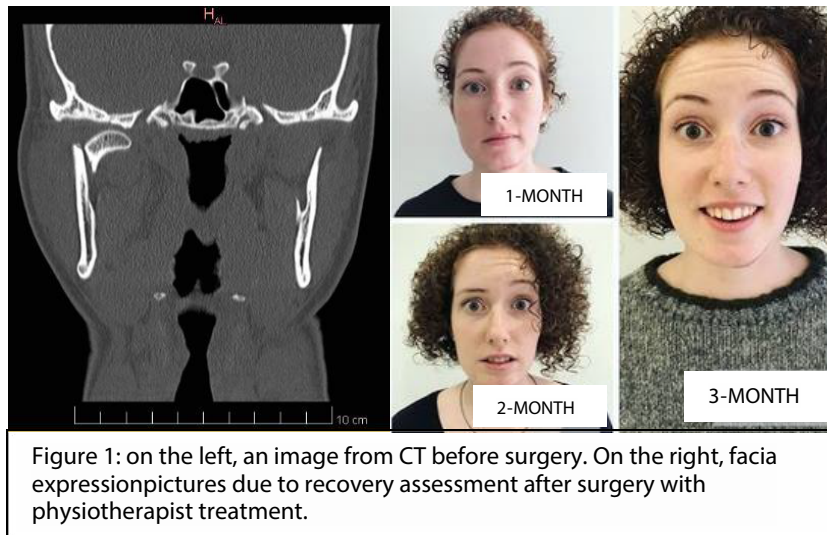 H
AL
1-MONTH
2-MONTH
3-MONTH
10 cm
Figure 1: on the left, an image from CT before surgery. On the right, facia
expressionpictures due to recovery assessment after surgery with
physiotherapist treatment.